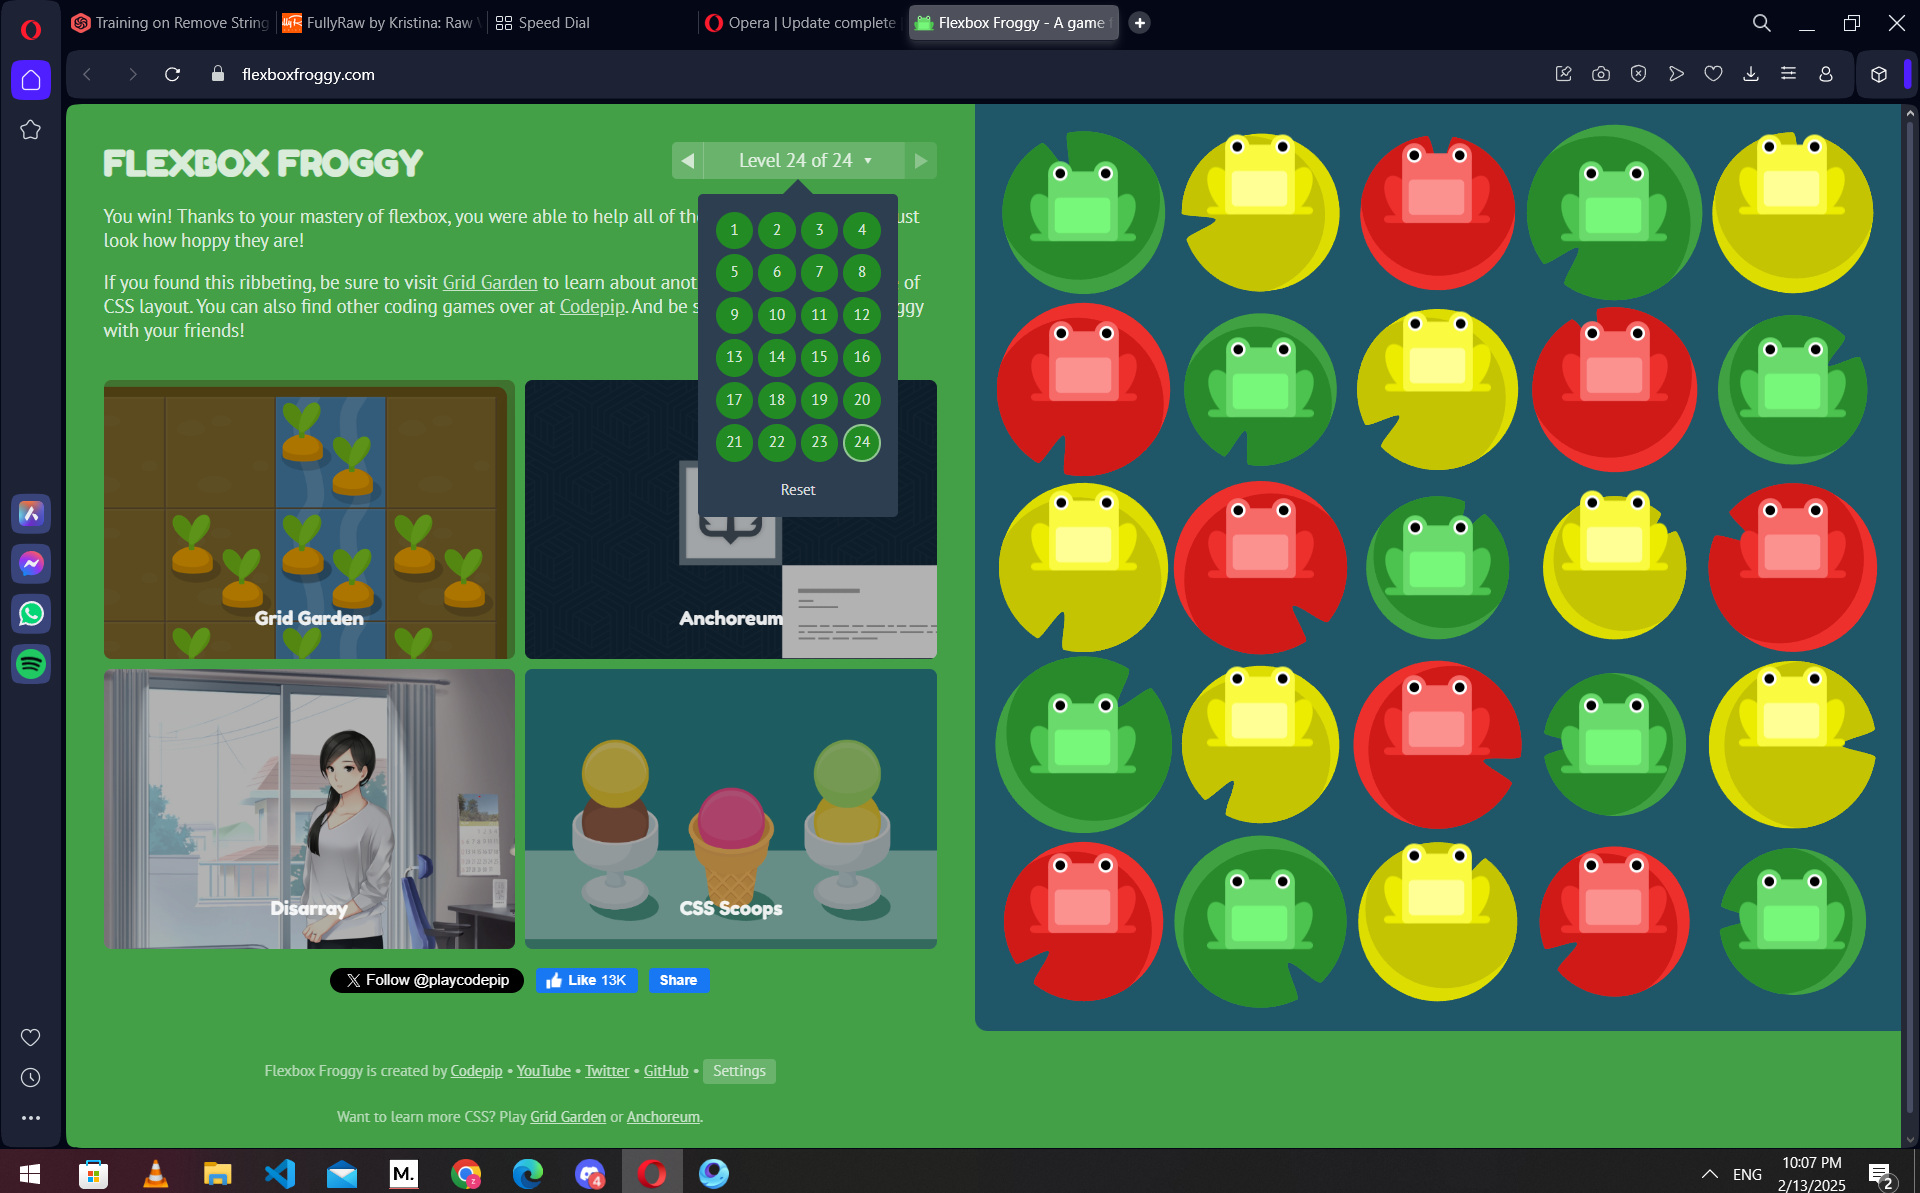 Training on Remove String
FullyRaw by Kristina: Raw
Speed Dial
Opera | Update complete
Flexbox Froggy - A game
flexboxfroggy.com
FLEXBOX FROGGY
Level 24 of 24
You win! Thanks to your mastery of flexbox, you were able to help all of
look how hoppy they are!
If you found this ribbeting, be sure to visit Grid Garden to learn about
of
CSS layout. You can also find other coding games over at Codepip. And be
with your friends!
1 2 3 4
5 6 7 8
9 10 11 12
13 14 15 16
17 18 19 20
21 22 23 24
Reset
Grid Garden
Anchoreum
Disarray
CSS Scoops
Follow @playcodepip
Like 13K
Share
Flexbox Froggy is created by Codepip • YouTube • Twitter • GitHub • Settings
Want to learn more CSS? Play Grid Garden or Anchoreum.
M.
z
4
ENG
10:07 PM
2/13/2025
2